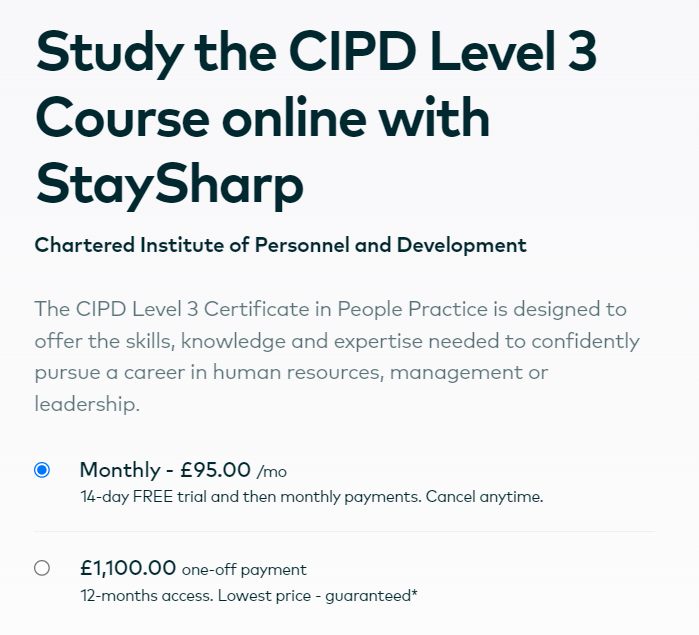 Study the CIPD Level 3
Course online with
StaySharp
Chartered Institute of Personnel and Development
The CIPD Level 3 Certificate in People Practice is designed to
offer the skills, knowledge and expertise needed to confidently
pursue a career in human resources, management or
leadership.
Monthly - £95.00 /mo
14-day FREE trial and then monthly payments. Cancel anytime.
£1,100.00 one-off payment
12-months access. Lowest price - guaranteed*